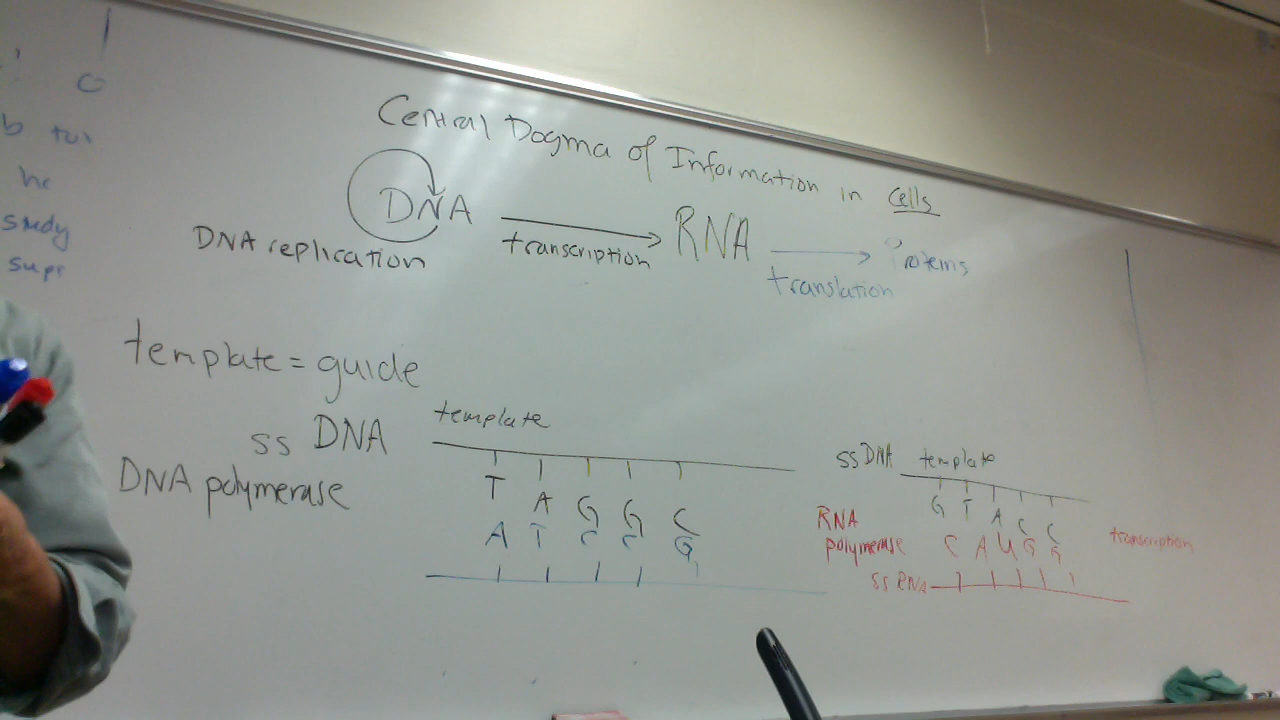 Central Dogma of Information in Cells
DNA
RNA
Proteins
DNA replication
transcription
translation
study
template = guide
ss DNA
template
DNA polymerase
T A G G C
A T C C G
ssDNA template
G T A C C
RNA polymerase
C A U G G
transcription
ss RNA